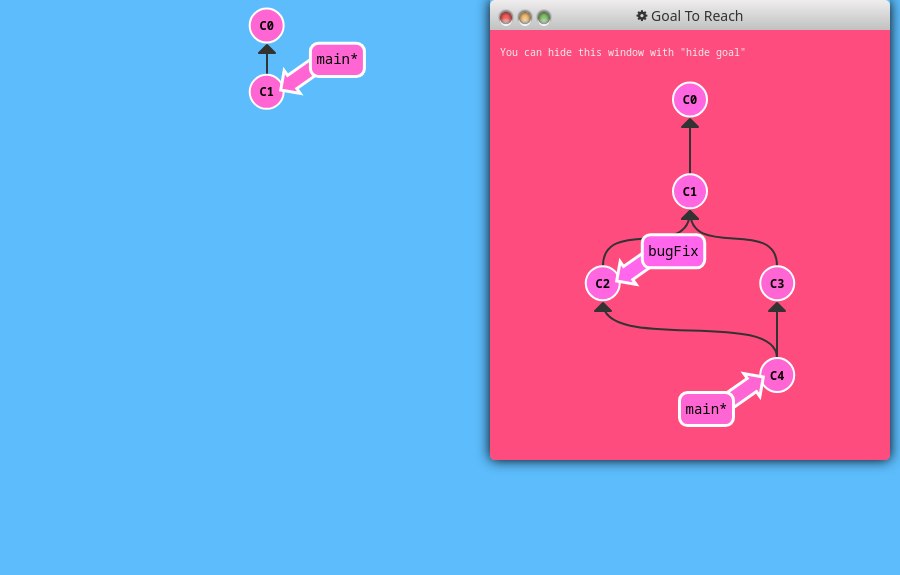 C0
main*
C1
Goal To Reach
You can hide this window with "hide goal"
C0
C1
bugFix
C2
C3
C4
main*